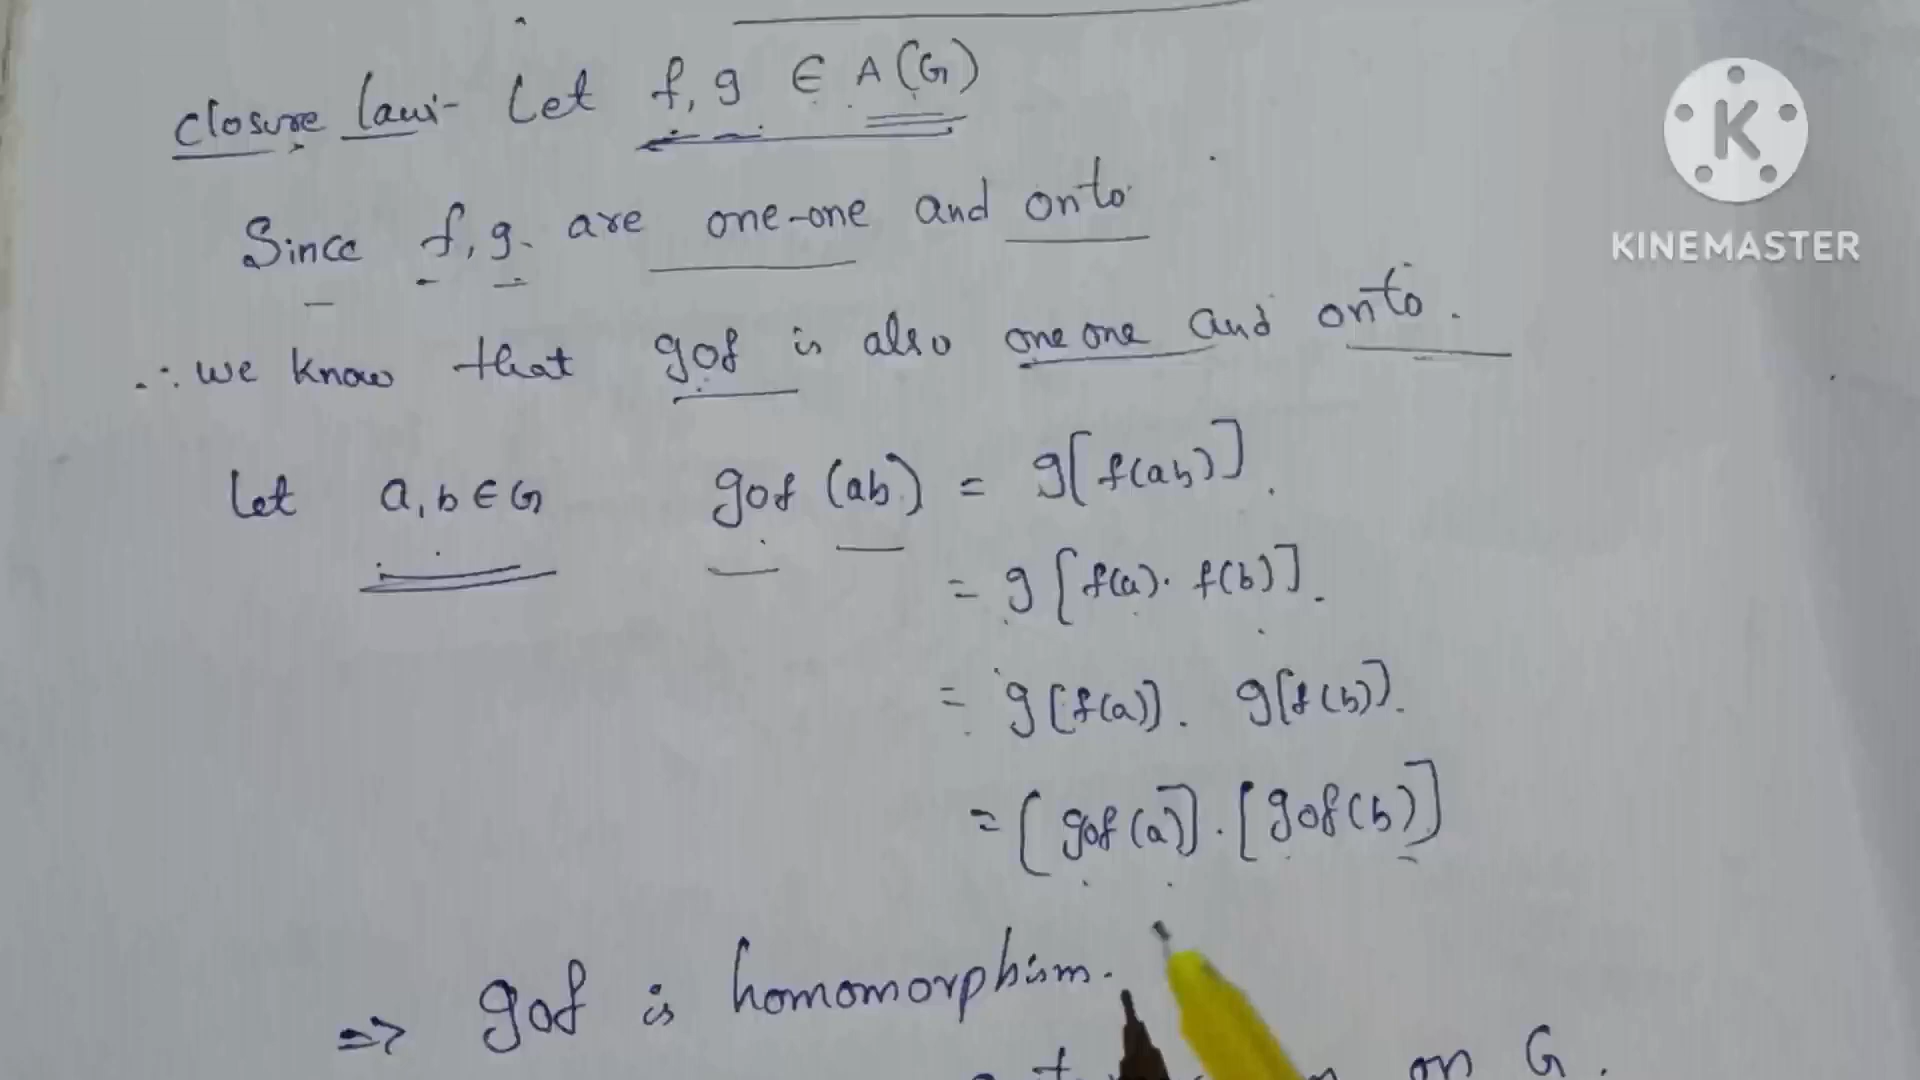 closure law:- Let f, g ∈ A(G)
K
KINEMASTER
Since f, g are one-one and onto
∴ we know that gof is also one one and onto.
Let a, b ∈ G gof (ab) = g[f(ab)].
= g[f(a). f(b)].
= g[f(a)]. g[f(b)].
= [gof(a)].[gof(b)]
=> gof is homomorphism.
on G.